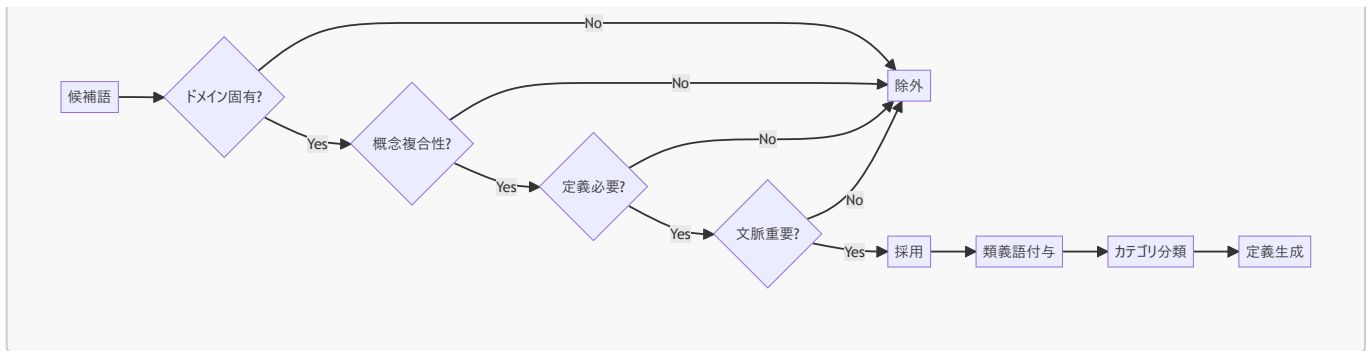 No
候補語
ドメイン固有?
No
除外
Yes
概念複合性?
No
Yes
定義必要?
No
Yes
文脈重要?
Yes
採用
類義語付与
カテゴリ分類
定義生成